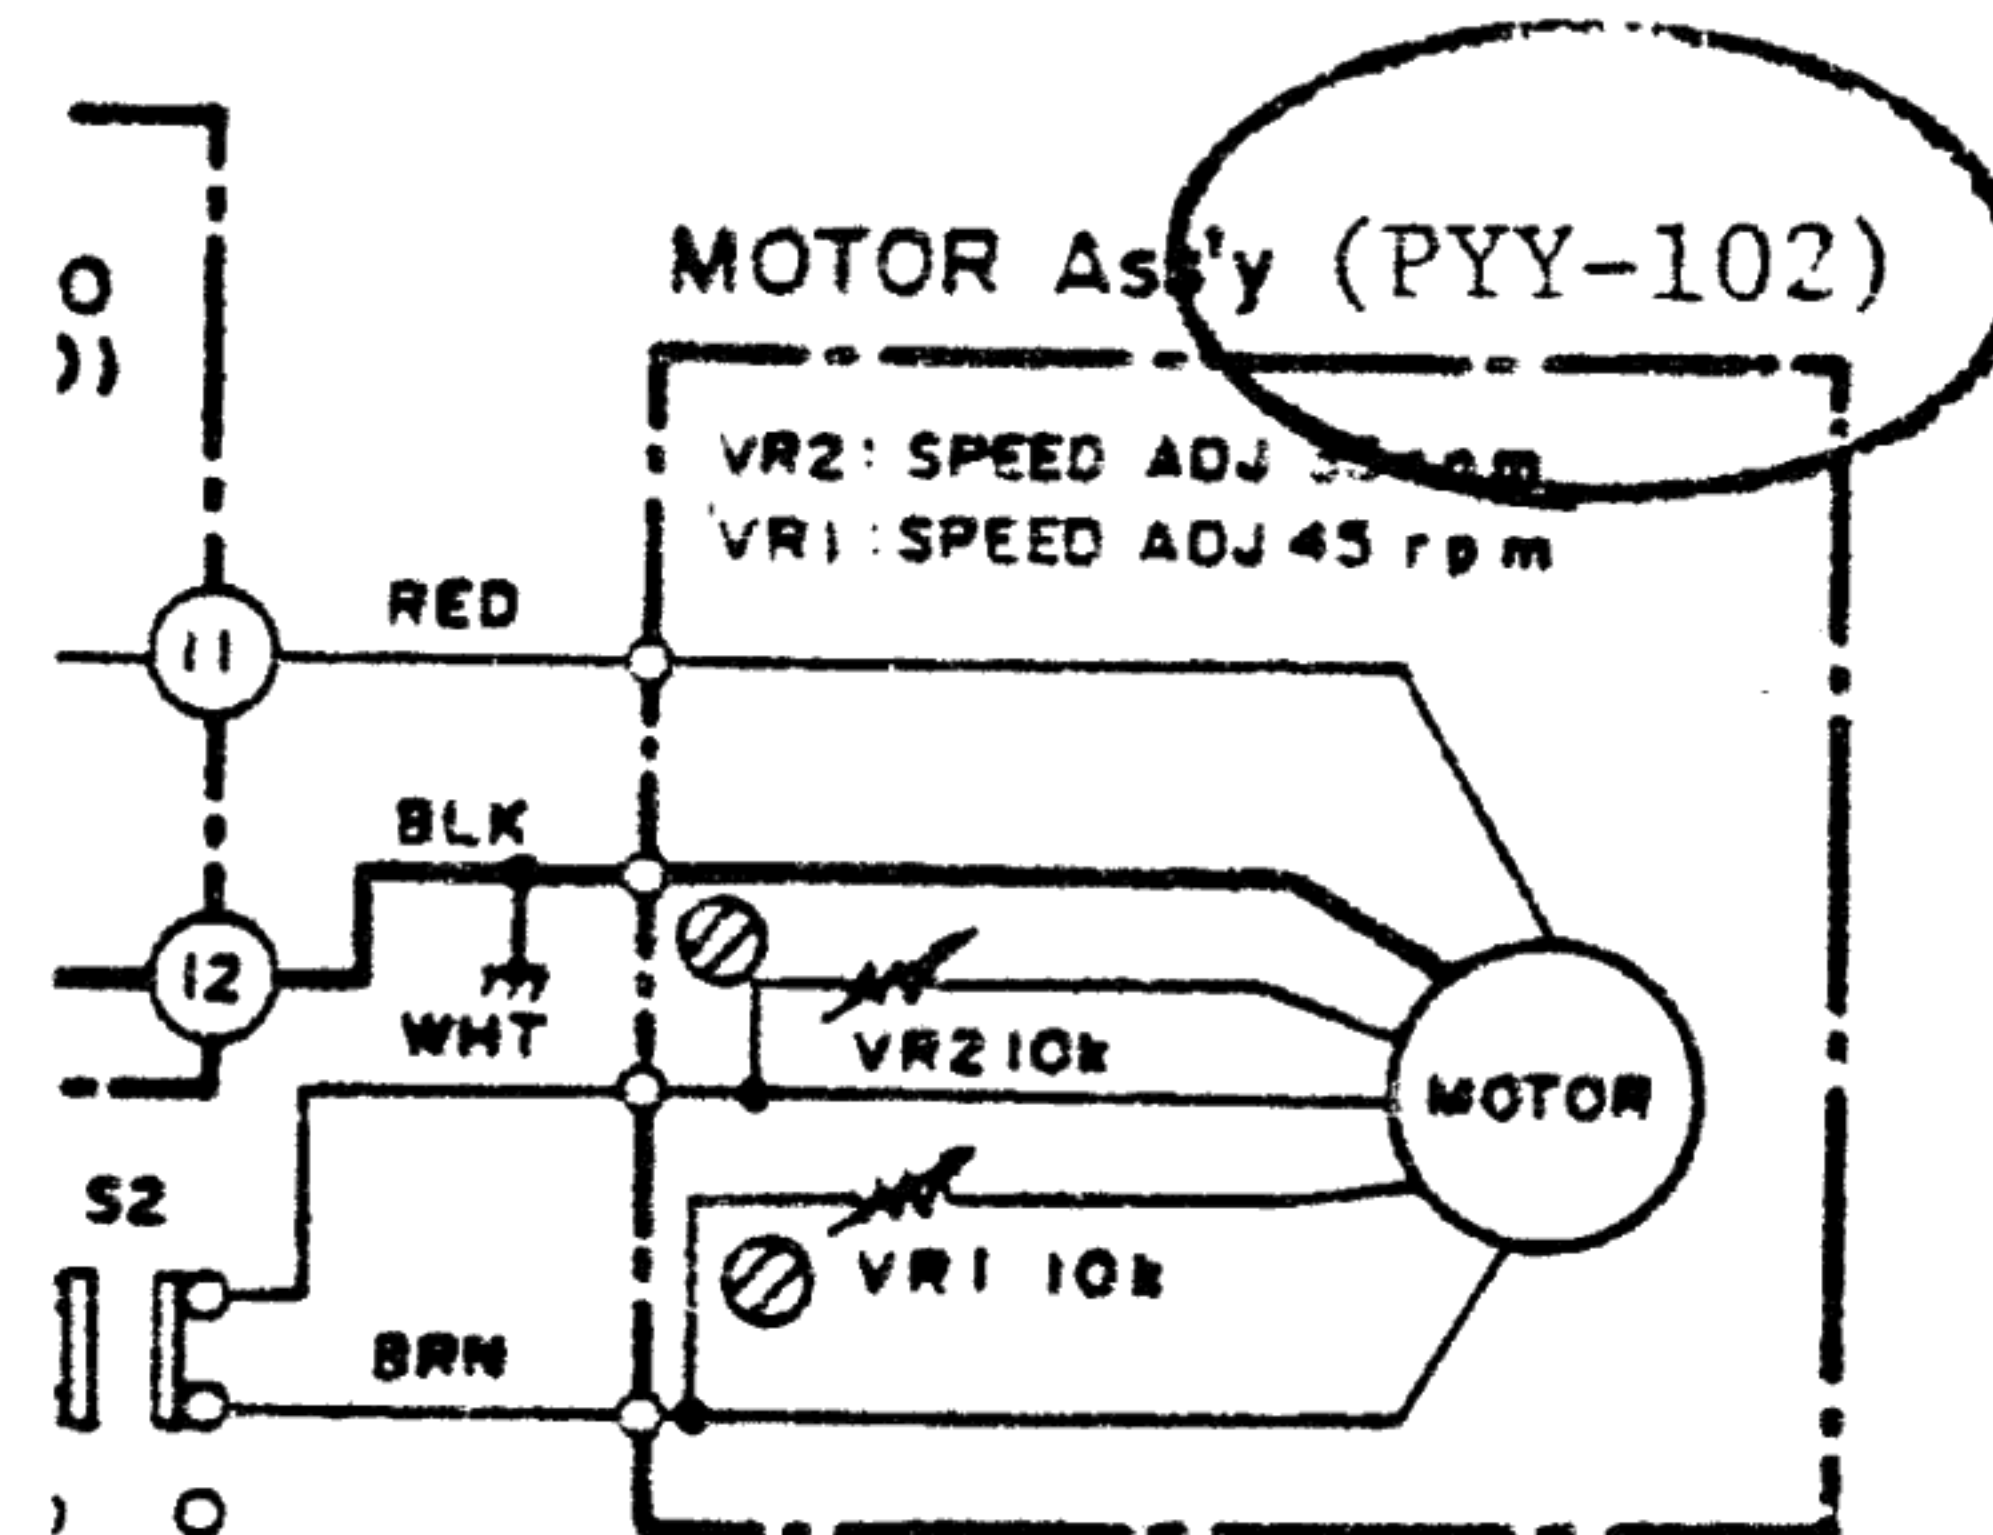 O
))
MOTOR Ass'y (PYY-102)
VR2: SPEED ADJ rpm
VR1: SPEED ADJ 45 rpm
RED
11
BLK
12
WHT
VR2 10k
MOTOR
S2
VR1 10k
BRN
)